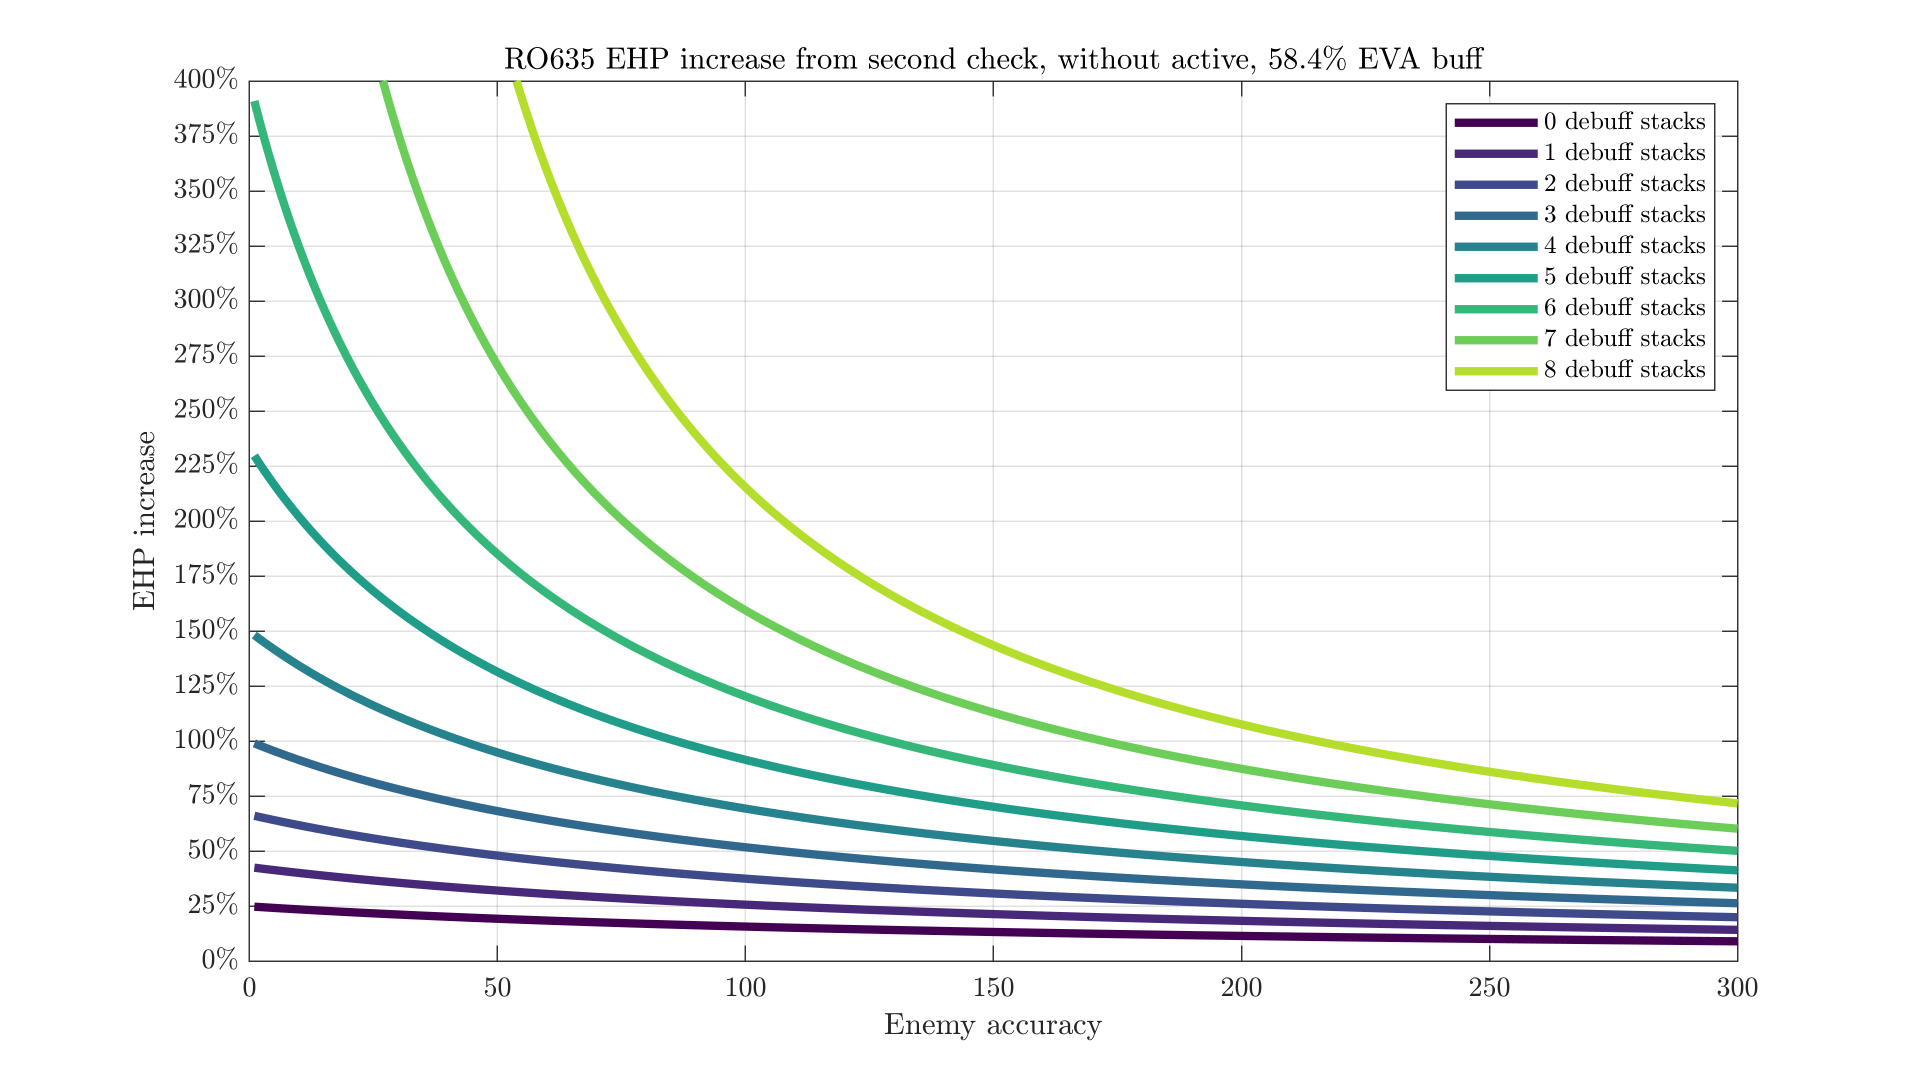 RO635 EHP increase from second check, without active, 58.4% EVA buff
400%
375%
350%
325%
300%
275%
250%
225%
200%
175%
150%
125%
100%
75%
50%
25%
0%
EHP increase
0 debuff stacks
1 debuff stacks
2 debuff stacks
3 debuff stacks
4 debuff stacks
5 debuff stacks
6 debuff stacks
7 debuff stacks
8 debuff stacks
0 50 100 150 200 250 300
Enemy accuracy